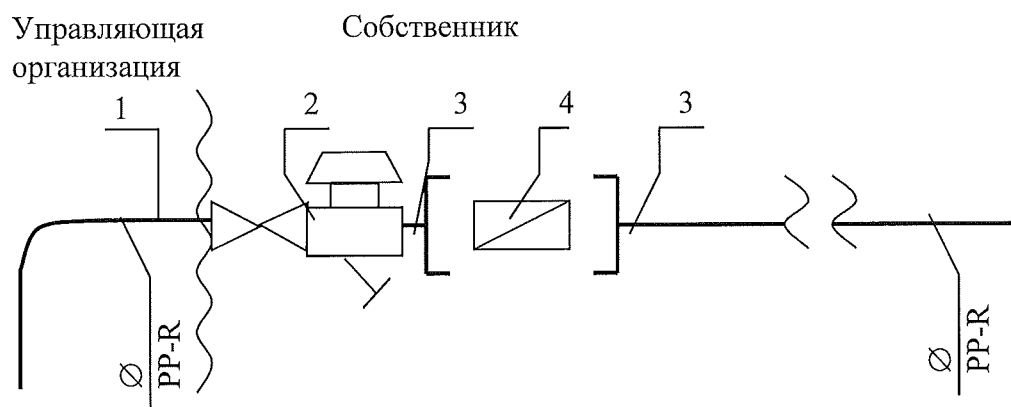 Управляющая
организация
Собственник
1
2
3
4
3
∅
PP-R
∅
PP-R